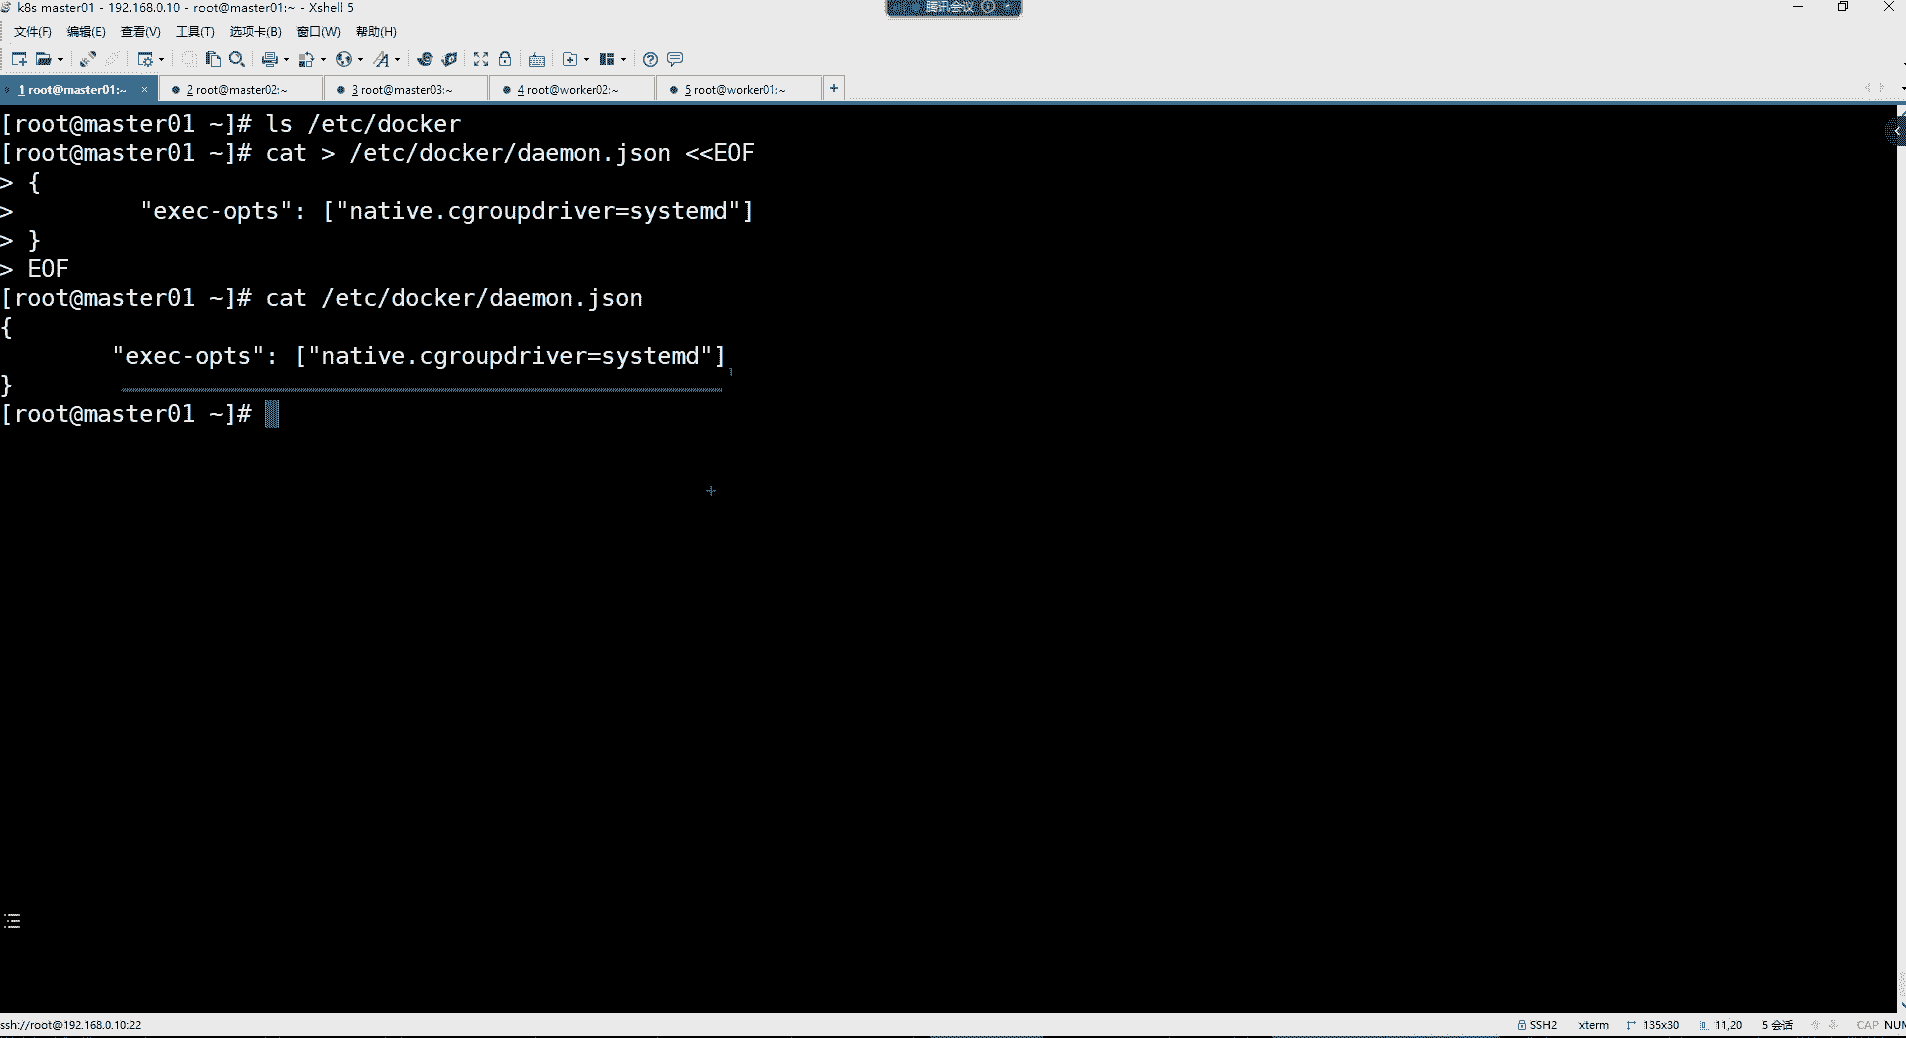 k8s master01 - 192.168.0.10 - root@master01:~ - Xshell 5
腾讯会议
文件(F) 编辑(E) 查看(V) 工具(T) 选项卡(B) 窗口(W) 帮助(H)
1 root@master01:~ × 2 root@master02:~ 3 root@master03:~ 4 root@worker02:~ 5 root@worker01:~ +
[root@master01 ~]# ls /etc/docker
[root@master01 ~]# cat > /etc/docker/daemon.json <<EOF
> {
>         "exec-opts": ["native.cgroupdriver=systemd"]
> }
> EOF
[root@master01 ~]# cat /etc/docker/daemon.json
{
        "exec-opts": ["native.cgroupdriver=systemd"]
}
[root@master01 ~]#
ssh://root@192.168.0.10:22 SSH2 xterm 135x30 11,20 5 会话 CAP NUM